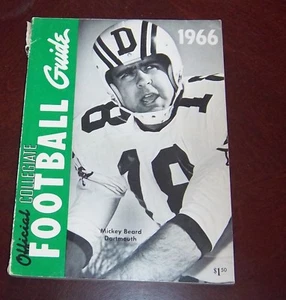 1966
Official COLLEGIATE
FOOTBALL Guide
D
18
18
Mickey Beard
Dartmouth
$1.50